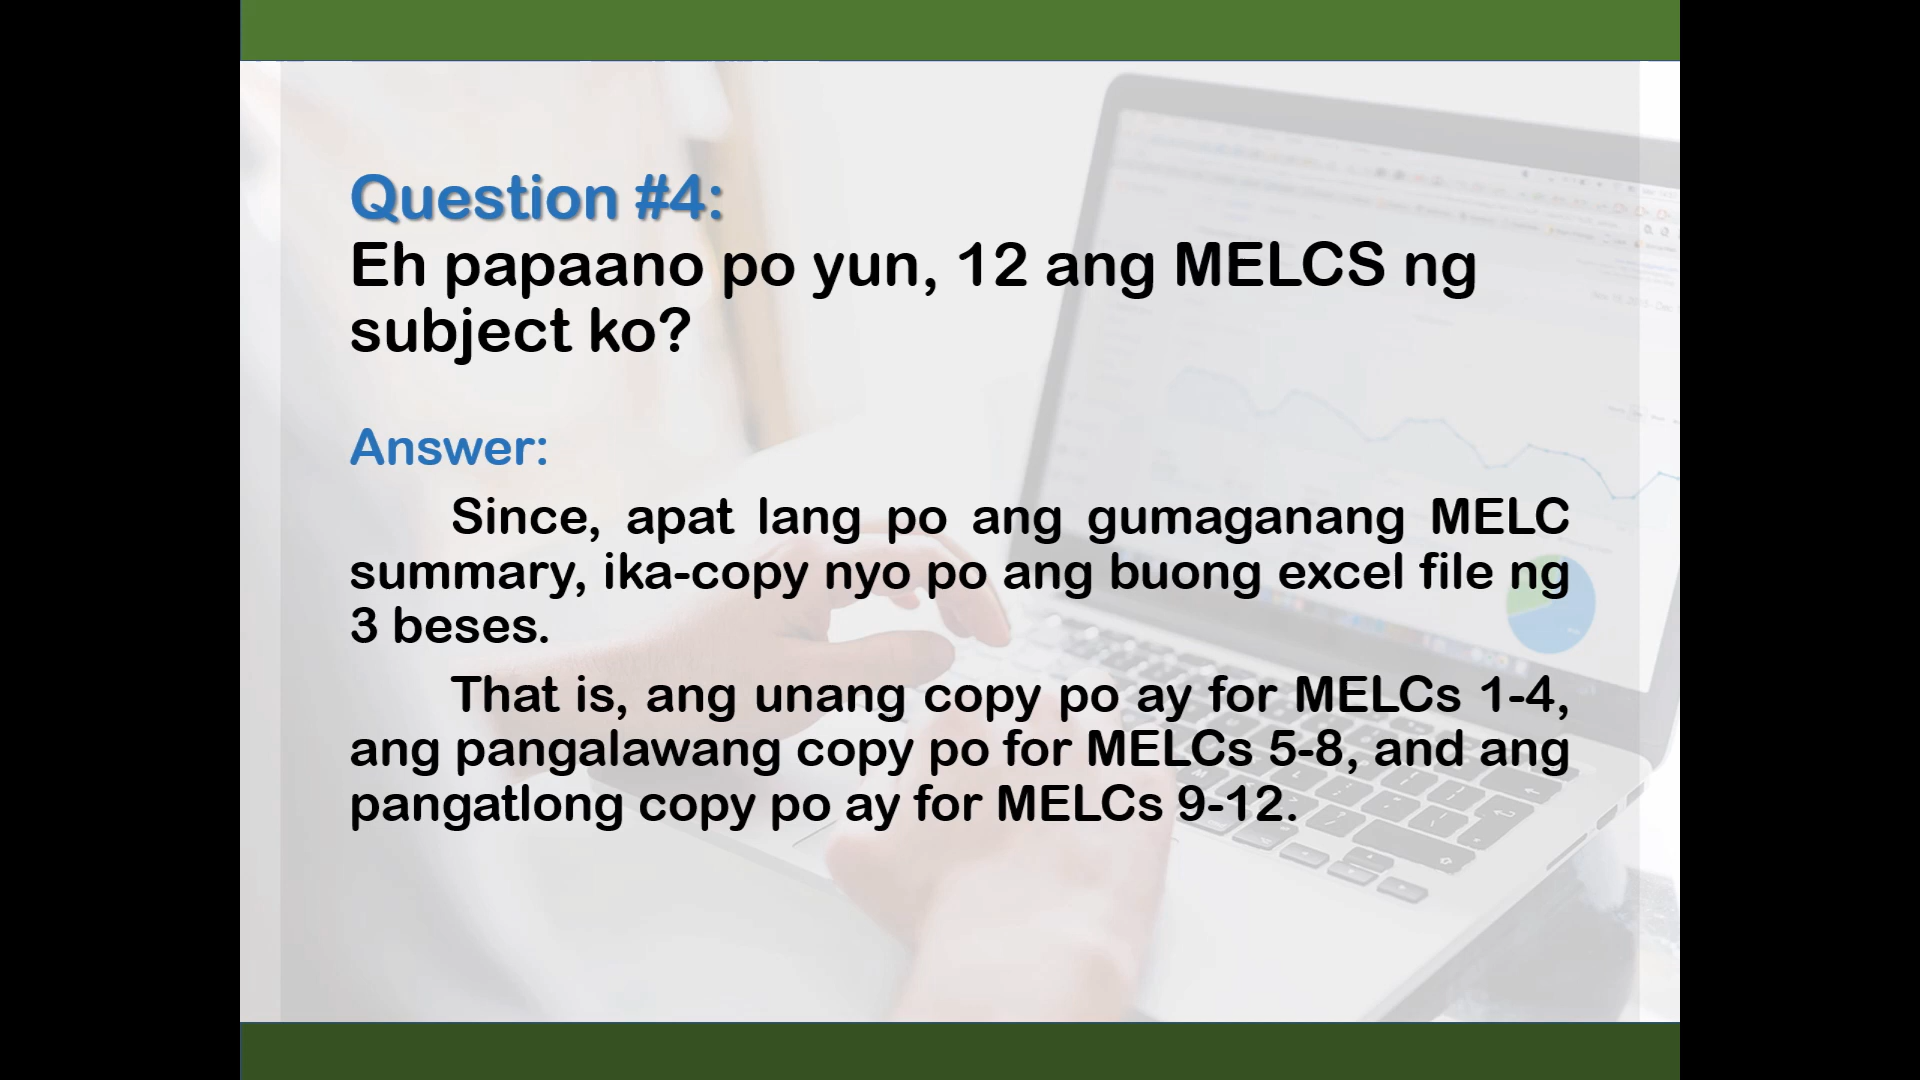 Question #4:
Eh papaano po yun, 12 ang MELCS ng
subject ko?
Answer:
Since, apat lang po ang gumaganang MELC
summary, ika-copy nyo po ang buong excel file ng
3 beses.
That is, ang unang copy po ay for MELCs 1-4,
ang pangalawang copy po for MELCs 5-8, and ang
pangatlong copy po ay for MELCs 9-12.